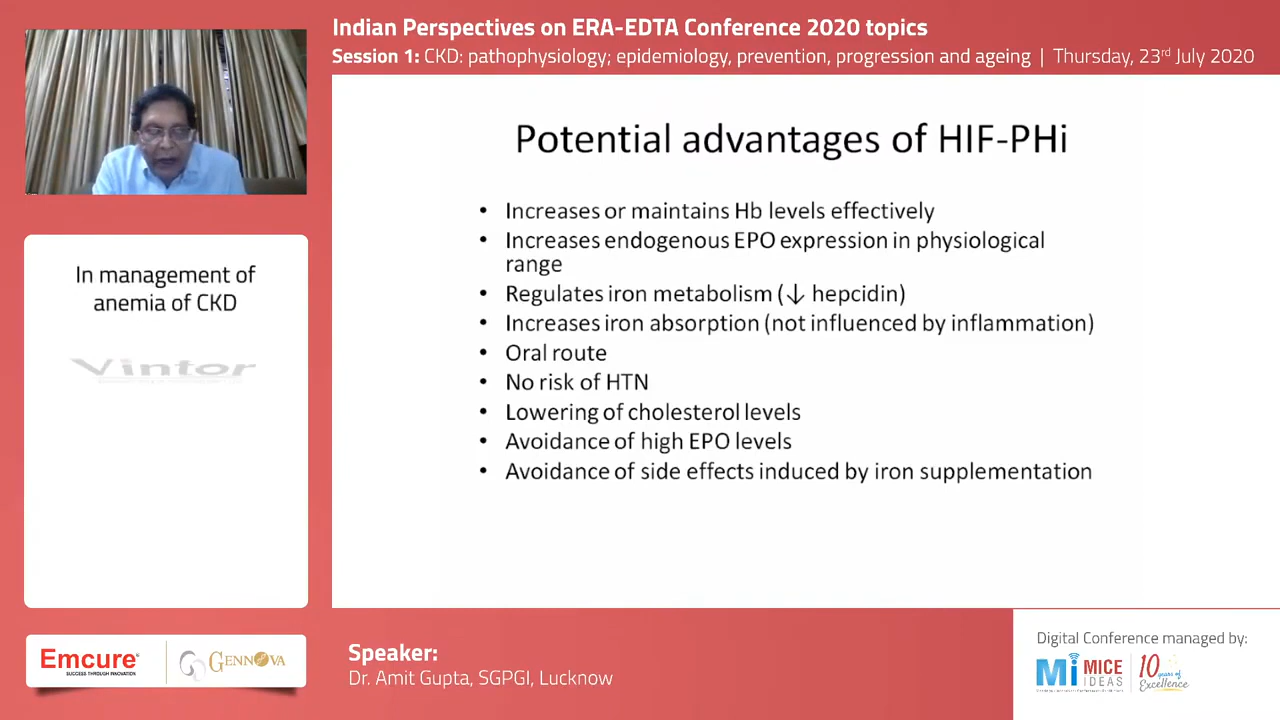 Indian Perspectives on ERA-EDTA Conference 2020 topics
Session 1: CKD: pathophysiology; epidemiology, prevention, progression and ageing | Thursday, 23rd July 2020
In management of
anemia of CKD
Vintor
Potential advantages of HIF-PHi
• Increases or maintains Hb levels effectively
• Increases endogenous EPO expression in physiological
range
• Regulates iron metabolism (↓ hepcidin)
• Increases iron absorption (not influenced by inflammation)
• Oral route
• No risk of HTN
• Lowering of cholesterol levels
• Avoidance of high EPO levels
• Avoidance of side effects induced by iron supplementation
Emcure®
SUCCESS THROUGH INNOVATION
GENNOVA
Speaker:
Dr. Amit Gupta, SGPGI, Lucknow
Digital Conference managed by:
Mi MICE
IDEAS
10 years of
Excellence